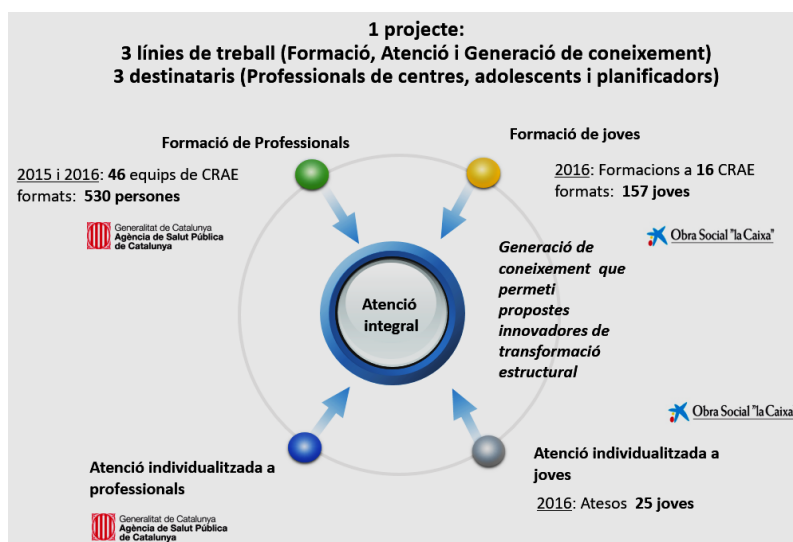 1 projecte:
3 línies de treball (Formació, Atenció i Generació de coneixement)
3 destinataris (Professionals de centres, adolescents i planificadors)
Formació de Professionals
2015 i 2016: 46 equips de CRAE
formats: 530 persones
Generalitat de Catalunya
Agència de Salut Pública
de Catalunya
Formació de joves
2016: Formacions a 16 CRAE
formats: 157 joves
Obra Social "la Caixa"
Generació de
coneixement que
permeti
propostes
innovadores de
transformació
estructural
Atenció
integral
Atenció individualitzada a
professionals
Generalitat de Catalunya
Agència de Salut Pública
de Catalunya
Obra Social "la Caixa
Atenció individualitzada a
joves
2016: Atesos 25 joves